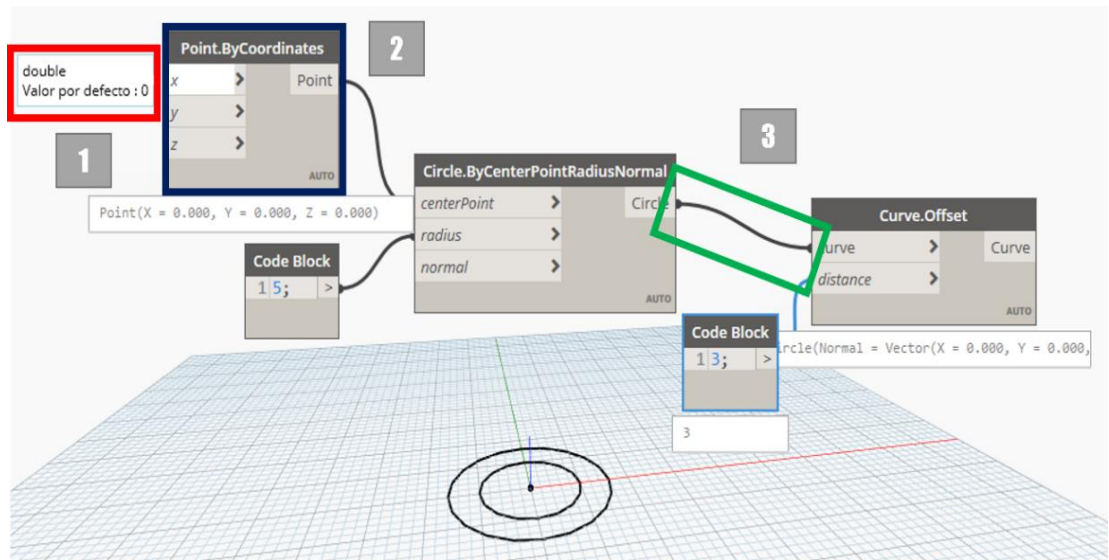 Point.ByCoordinates
2
double
Valor por defecto : 0
x > Point
y >
z >
AUTO
1
3
Point(X = 0.000, Y = 0.000, Z = 0.000)
Circle.ByCenterPointRadiusNormal
centerPoint > Circle
radius >
normal >
AUTO
Code Block
1 5; >
Curve.Offset
curve > Curve
distance >
AUTO
Code Block
1 3; >
ircle(Normal = Vector(X = 0.000, Y = 0.000,
3